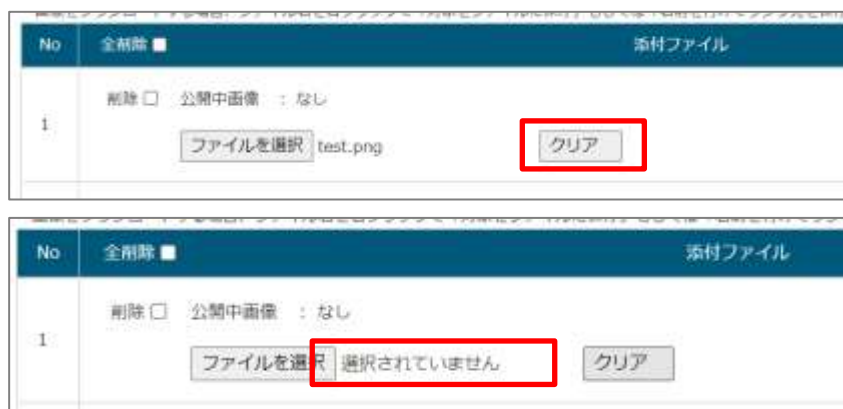 No 全削除 添付ファイル
削除 公開中画像 : なし
1
ファイルを選択 test.png クリア
No 全削除 添付ファイル
削除 公開中画像 : なし
1
ファイルを選択 選択されていません クリア